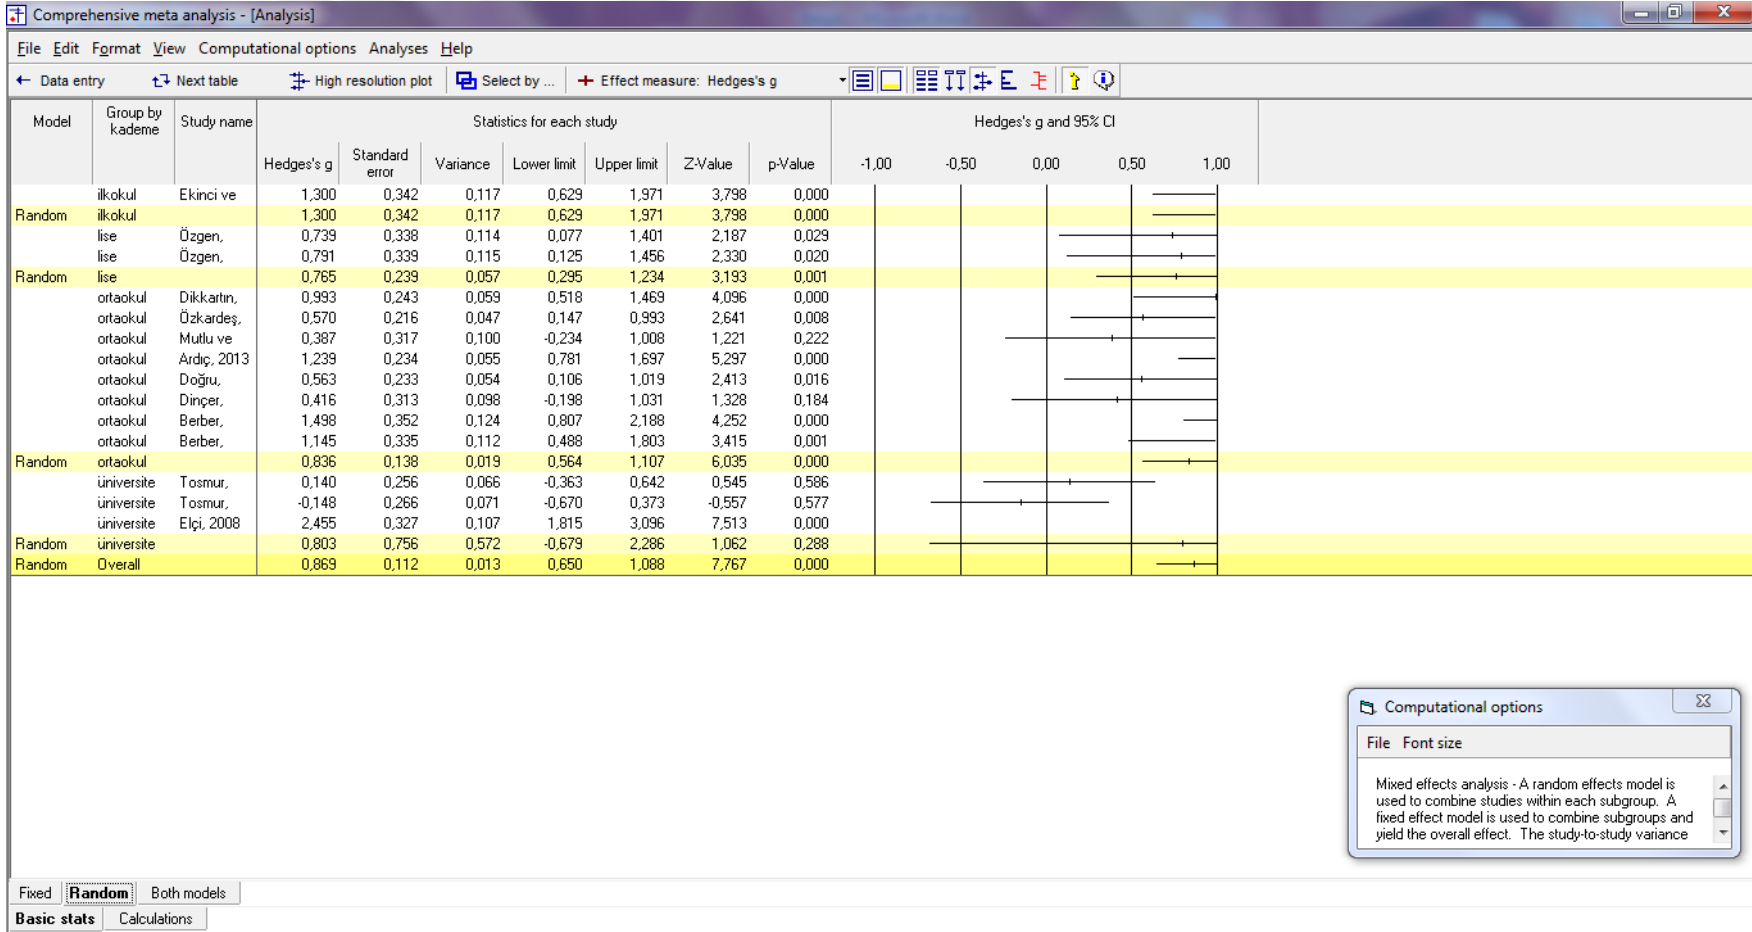 Comprehensive meta analysis - [Analysis]
File Edit Format View Computational options Analyses Help
Data entry Next table High resolution plot Select by ... Effect measure: Hedges's g
Model Group by kademe Study name Statistics for each study Hedges's g and 95% CI
Hedges's g Standard error Variance Lower limit Upper limit Z-Value p-Value -1,00 -0,50 0,00 0,50 1,00
ilkokul Ekinci ve 1,300 0,342 0,117 0,629 1,971 3,798 0,000
Random ilkokul 1,300 0,342 0,117 0,629 1,971 3,798 0,000
lise Özgen, 0,739 0,338 0,114 0,077 1,401 2,187 0,029
lise Özgen, 0,791 0,339 0,115 0,125 1,456 2,330 0,020
Random lise 0,765 0,239 0,057 0,295 1,234 3,193 0,001
ortaokul Dikkartın, 0,993 0,243 0,059 0,518 1,469 4,096 0,000
ortaokul Özkardeş, 0,570 0,216 0,047 0,147 0,993 2,641 0,008
ortaokul Mutlu ve 0,387 0,317 0,100 -0,234 1,008 1,221 0,222
ortaokul Ardıç, 2013 1,239 0,234 0,055 0,781 1,697 5,297 0,000
ortaokul Doğru, 0,563 0,233 0,054 0,106 1,019 2,413 0,016
ortaokul Dinçer, 0,416 0,313 0,098 -0,198 1,031 1,328 0,184
ortaokul Berber, 1,498 0,352 0,124 0,807 2,188 4,252 0,000
ortaokul Berber, 1,145 0,335 0,112 0,488 1,803 3,415 0,001
Random ortaokul 0,836 0,138 0,019 0,564 1,107 6,035 0,000
üniversite Tosmur, 0,140 0,256 0,066 -0,363 0,642 0,545 0,586
üniversite Tosmur, -0,148 0,266 0,071 -0,670 0,373 -0,557 0,577
üniversite Elçi, 2008 2,455 0,327 0,107 1,815 3,096 7,513 0,000
Random üniversite 0,803 0,756 0,572 -0,679 2,286 1,062 0,288
Random Overall 0,869 0,112 0,013 0,650 1,088 7,767 0,000
Computational options
File Font size
Mixed effects analysis - A random effects model is
used to combine studies within each subgroup. A
fixed effect model is used to combine subgroups and
yield the overall effect. The study-to-study variance
Fixed Random Both models
Basic stats Calculations